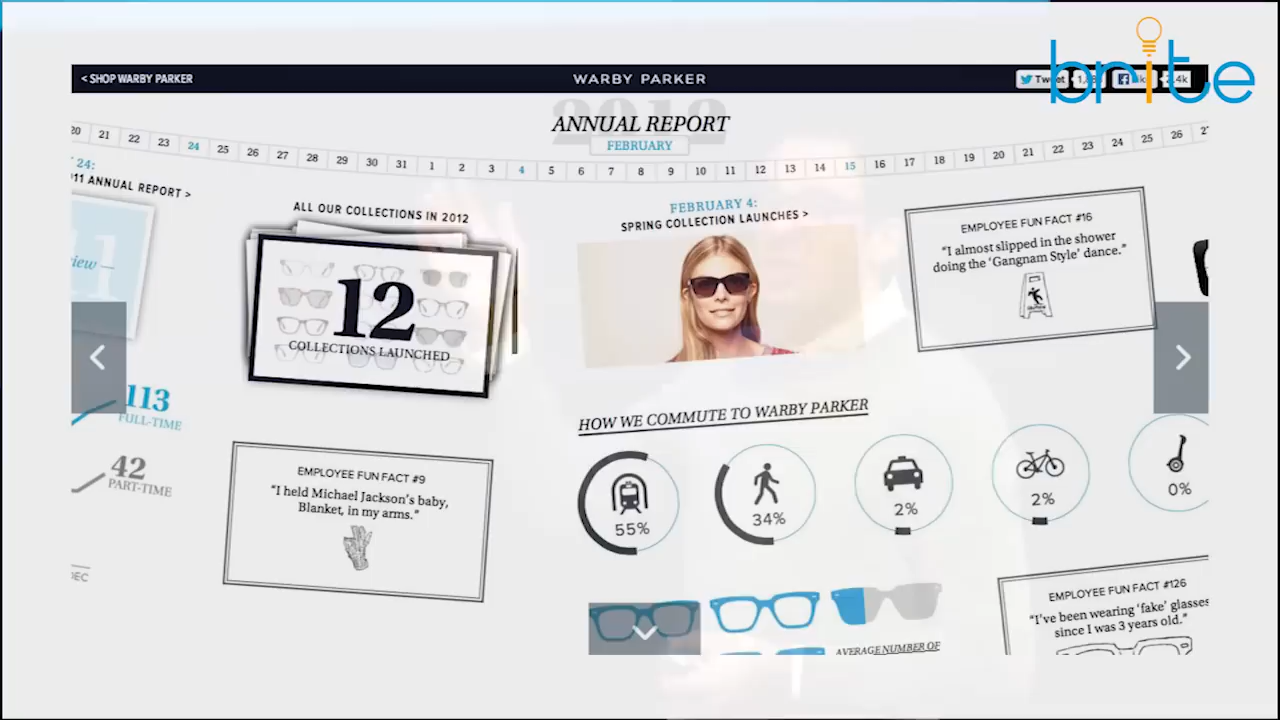 brite
< SHOP WARBY PARKER
WARBY PARKER
Tweet
2012
ANNUAL REPORT
FEBRUARY
20 21 22 23 24 25 26 27 28 29 30 31 1 2 3 4 5 6 7 8 9 10 11 12 13 14 15 16 17 18 19 20 21 22 23 24 25 26
24:
011 ANNUAL REPORT >
ALL OUR COLLECTIONS IN 2012
12
COLLECTIONS LAUNCHED
FEBRUARY 4:
SPRING COLLECTION LAUNCHES >
EMPLOYEE FUN FACT #16
“I almost slipped in the shower
doing the ‘Gangnam Style’ dance.”
113
FULL-TIME
42
PART-TIME
DEC
EMPLOYEE FUN FACT #9
“I held Michael Jackson’s baby,
Blanket, in my arms.”
HOW WE COMMUTE TO WARBY PARKER
55%
34%
2%
2%
0%
EMPLOYEE FUN FACT #126
“I’ve been wearing ‘fake’ glasses
since I was 3 years old.”
AVERAGE NUMBER OF